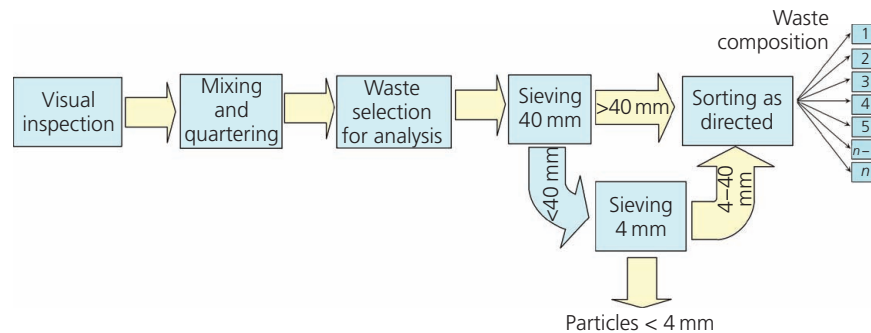 Waste
composition
Visual
inspection
Mixing
and
quartering
Waste
selection
for analysis
Sieving
40 mm
>40 mm
Sorting as
directed
1
2
3
4
5
n–
n
<40 mm
Sieving
4 mm
4–40
mm
Particles < 4 mm